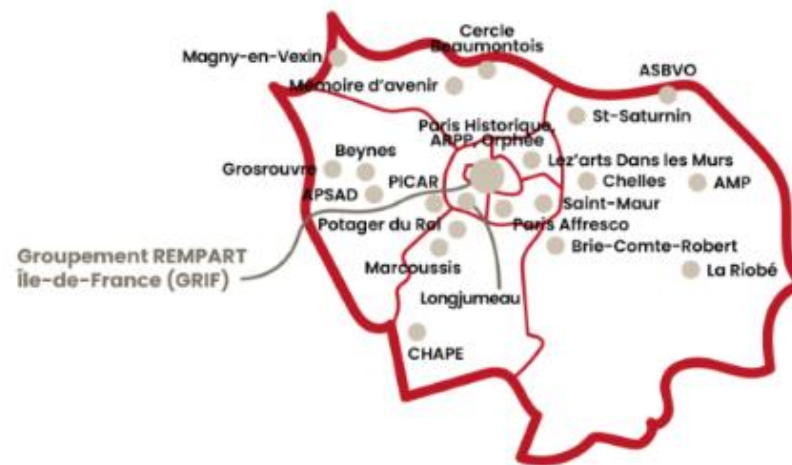 Cercle
Beaumontois
Magny-en-Vexin
Mémoire d'avenir
ASBVO
St-Saturnin
Paris Historique,
ARPP, Orphée
Lez'arts Dans les Murs
Beynes
Grosrouvre
Chelles
AMP
APSAD
PICAR
Saint-Maur
Potager du Roi
Paris Affresco
Brie-Comte-Robert
Groupement REMPART
Île-de-France (GRIF)
Marcoussis
La Riobé
Longjumeau
CHAPE